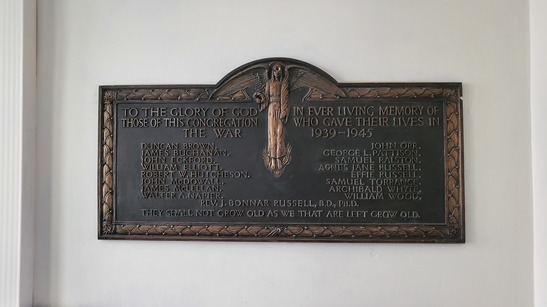 TO THE GLORY OF GOD IN EVER LIVING MEMORY OF
THOSE OF THIS CONGREGATION WHO GAVE THEIR LIVES IN
THE WAR 1939-1945
DUNCAN BROWN.
JAMES BUCHANAN.
JOHN ECKFORD.
WILLIAM ELLIOTT.
ROBERT W. HUTCHESON.
JAMES
JAMES McLELLAN.
WALTER A. NAPIER.
JOHN ORR.
GEORGE L. PATTISON.
SAMUEL RALSTON.
AGNES JANE RUSSELL.
EFFIE RUSSELL.
SAMUEL
ARCHIBALD WHYTE.
WILLIAM WOOD.
REV. J. BONNAR RUSSELL, B.D., PH.D.
THEY SHALL NOT GROW OLD AS WE THAT ARE LEFT GROW OLD.